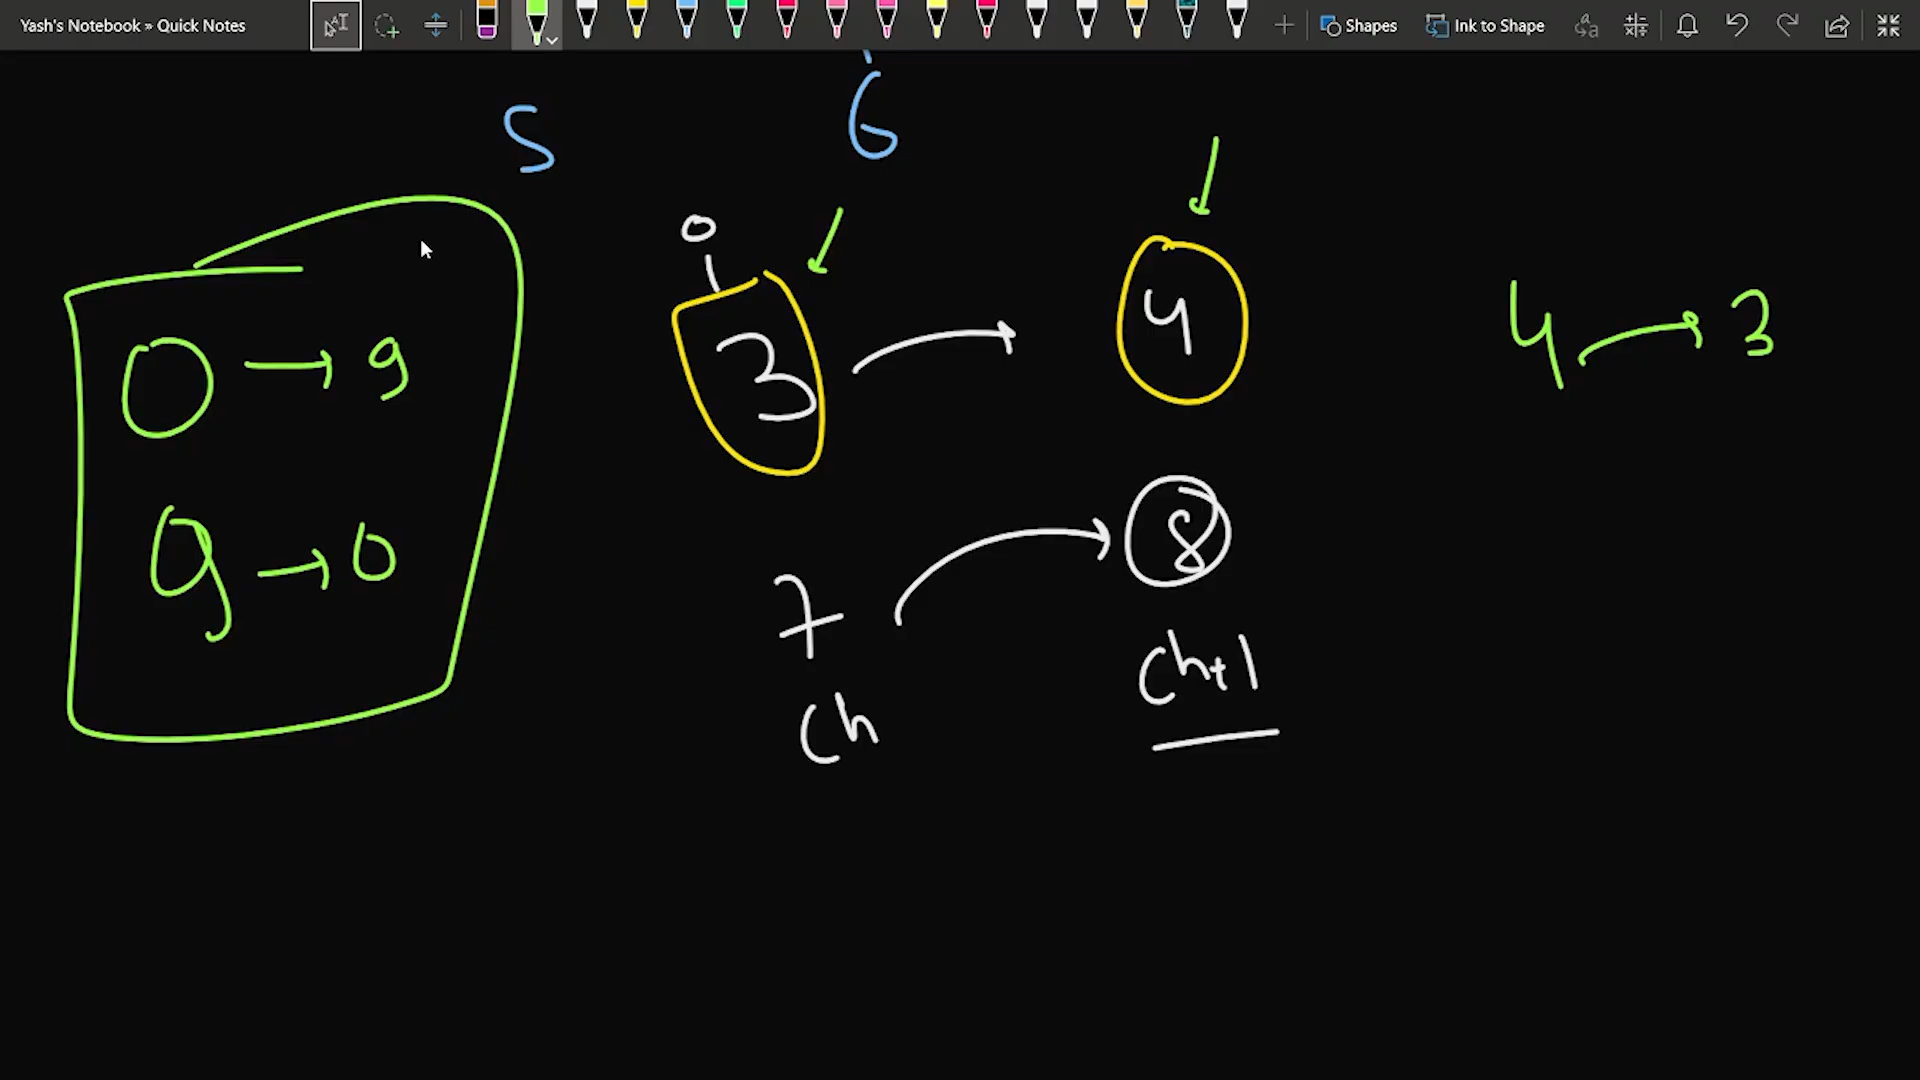 Yash's Notebook » Quick Notes
Shapes
Ink to Shape
S
6
0
3 → 4
4 → 3
0 → 9
9 → 0
7 → 8
ch
ch+1